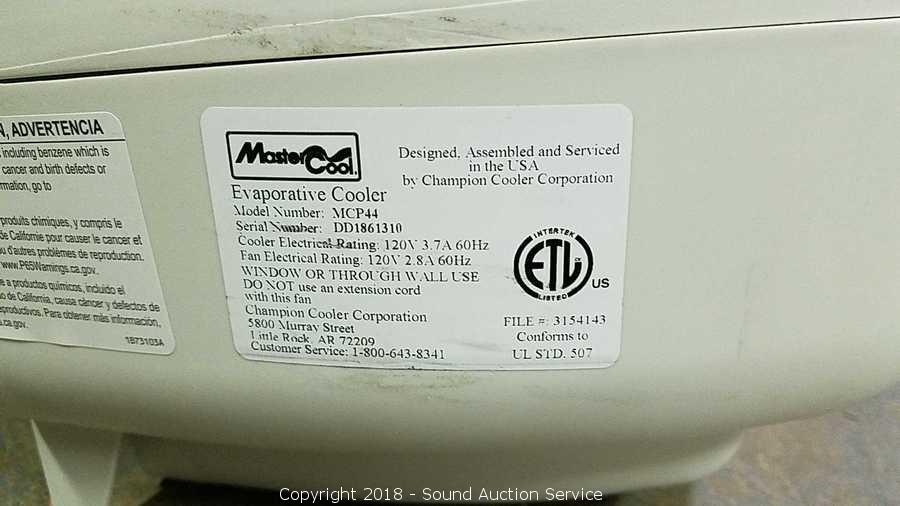 N, ADVERTENCIA
including benzene which is
cancer and birth defects or
rmation, go to
productos chimiques, y compris le
de Californie pour causer le cancer et
ou d'autres problèmes de reproduction.
www.P65Warnings.ca.gov.
e a productos químicos, incluido el
do de California, causa cáncer y defectos de
eproductivos. Para obtener más información,
s.ca.gov.
1B73103A
MasterCool.
Designed, Assembled and Serviced
in the USA
by Champion Cooler Corporation
Evaporative Cooler
Model Number: MCP44
Serial Number: DD1861310
Cooler Electrical Rating: 120V 3.7A 60Hz
Fan Electrical Rating: 120V 2.8A 60Hz
WINDOW OR THROUGH WALL USE
DO NOT use an extension cord
with this fan
Champion Cooler Corporation
5800 Murray Street
Little Rock, AR 72209
Customer Service: 1-800-643-8341
INTERTEK
ETL
LISTED
US
FILE #: 3154143
Conforms to
UL STD. 507
Copyright 2018 - Sound Auction Service